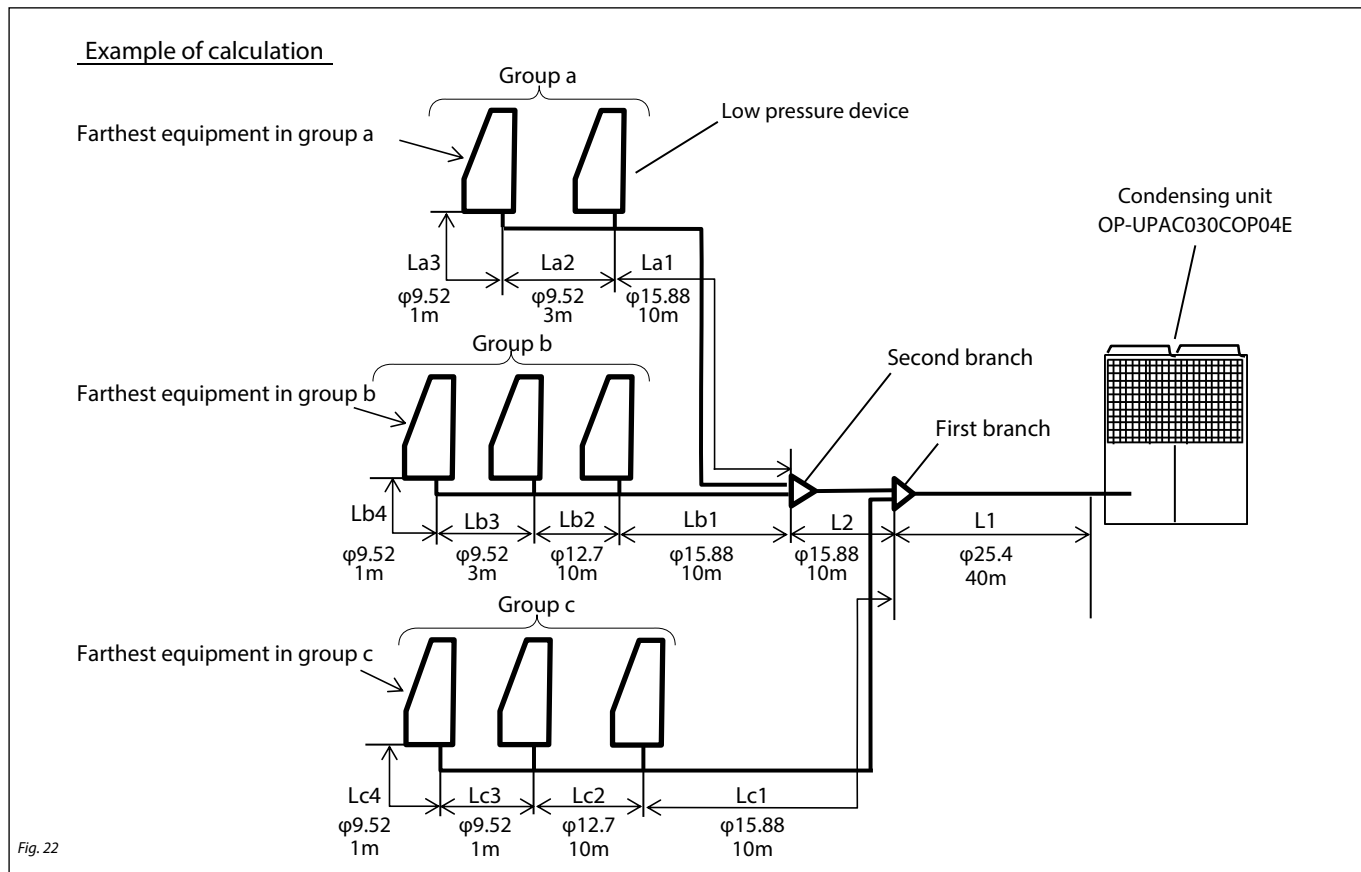 Example of calculation
Group a
Farthest equipment in group a
Low pressure device
Condensing unit
OP-UPAC030COP04E
La3
La2
La1
φ9.52
φ9.52
φ15.88
1m
3m
10m
Group b
Farthest equipment in group b
Second branch
First branch
Lb4
Lb3
Lb2
Lb1
L2
L1
φ9.52
φ9.52
φ12.7
φ15.88
φ15.88
φ25.4
1m
3m
10m
10m
10m
40m
Group c
Farthest equipment in group c
Lc4
Lc3
Lc2
Lc1
φ9.52
φ9.52
φ12.7
φ15.88
1m
1m
10m
10m
Fig. 22